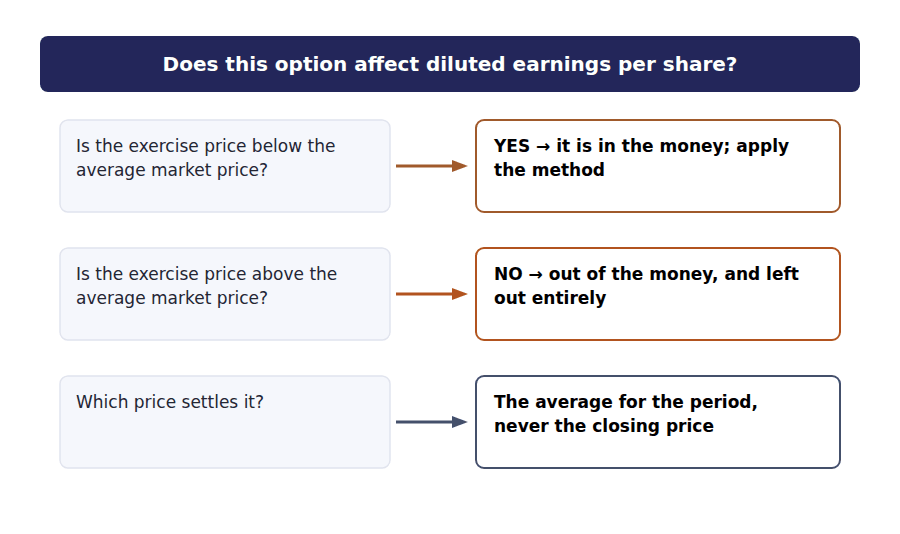 Does this option affect diluted earnings per share?
Is the exercise price below the
average market price?
YES → it is in the money; apply
the method
Is the exercise price above the
average market price?
NO → out of the money, and left
out entirely
Which price settles it?
The average for the period,
never the closing price